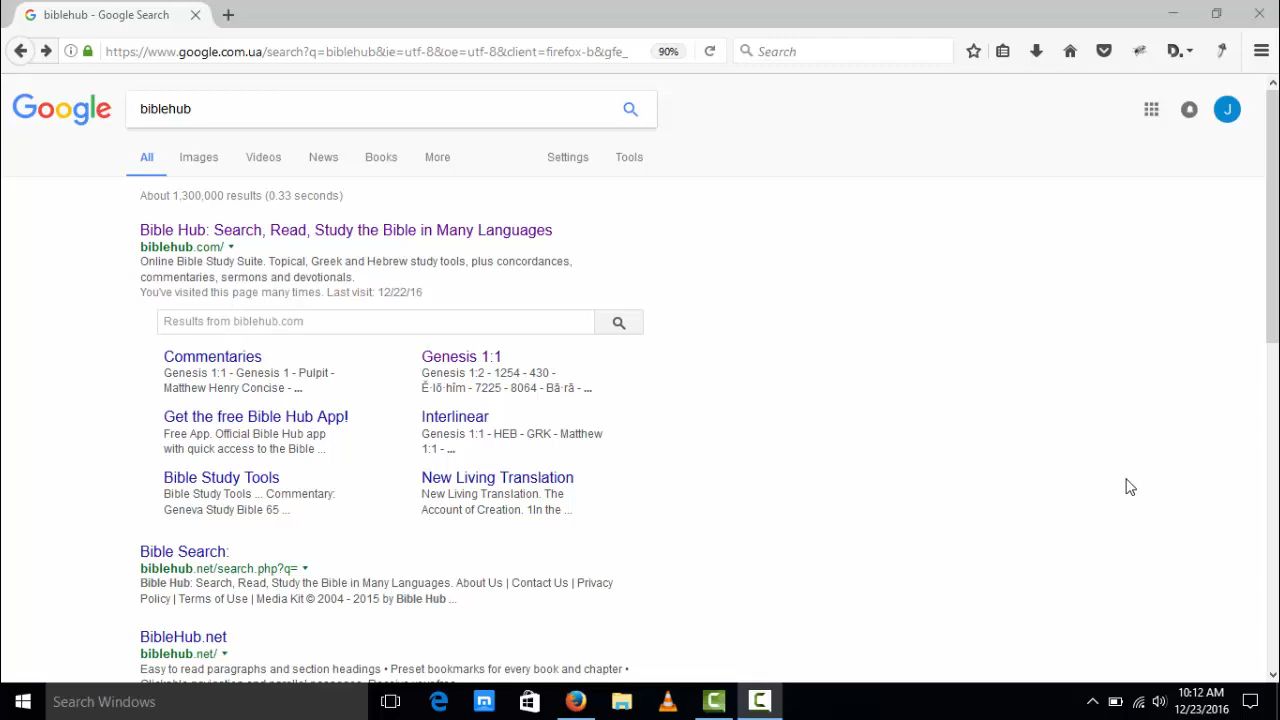 biblehub - Google Search
https://www.google.com.ua/search?q=biblehub&ie=utf-8&oe=utf-8&client=firefox-b&gfe_
90%
Search
D.
Google
biblehub
J
All Images Videos News Books More Settings Tools
About 1,300,000 results (0.33 seconds)
Bible Hub: Search, Read, Study the Bible in Many Languages
biblehub.com/
Online Bible Study Suite. Topical, Greek and Hebrew study tools, plus concordances,
commentaries, sermons and devotionals.
You've visited this page many times. Last visit: 12/22/16
Results from biblehub.com
Commentaries
Genesis 1:1 - Genesis 1 - Pulpit -
Matthew Henry Concise - ...
Genesis 1:1
Genesis 1:2 - 1254 - 430 -
Ĕ·lō·hîm - 7225 - 8064 - Bā·rā - ...
Get the free Bible Hub App!
Free App. Official Bible Hub app
with quick access to the Bible ...
Interlinear
Genesis 1:1 - HEB - GRK - Matthew
1:1 - ...
Bible Study Tools
Bible Study Tools ... Commentary:
Geneva Study Bible 65 ...
New Living Translation
New Living Translation. The
Account of Creation. 1In the ...
Bible Search:
biblehub.net/search.php?q=
Bible Hub: Search, Read, Study the Bible in Many Languages. About Us | Contact Us | Privacy
Policy | Terms of Use | Media Kit © 2004 - 2015 by Bible Hub ...
BibleHub.net
biblehub.net/
Easy to read paragraphs and section headings • Preset bookmarks for every book and chapter •
Search Windows
10:12 AM
12/23/2016